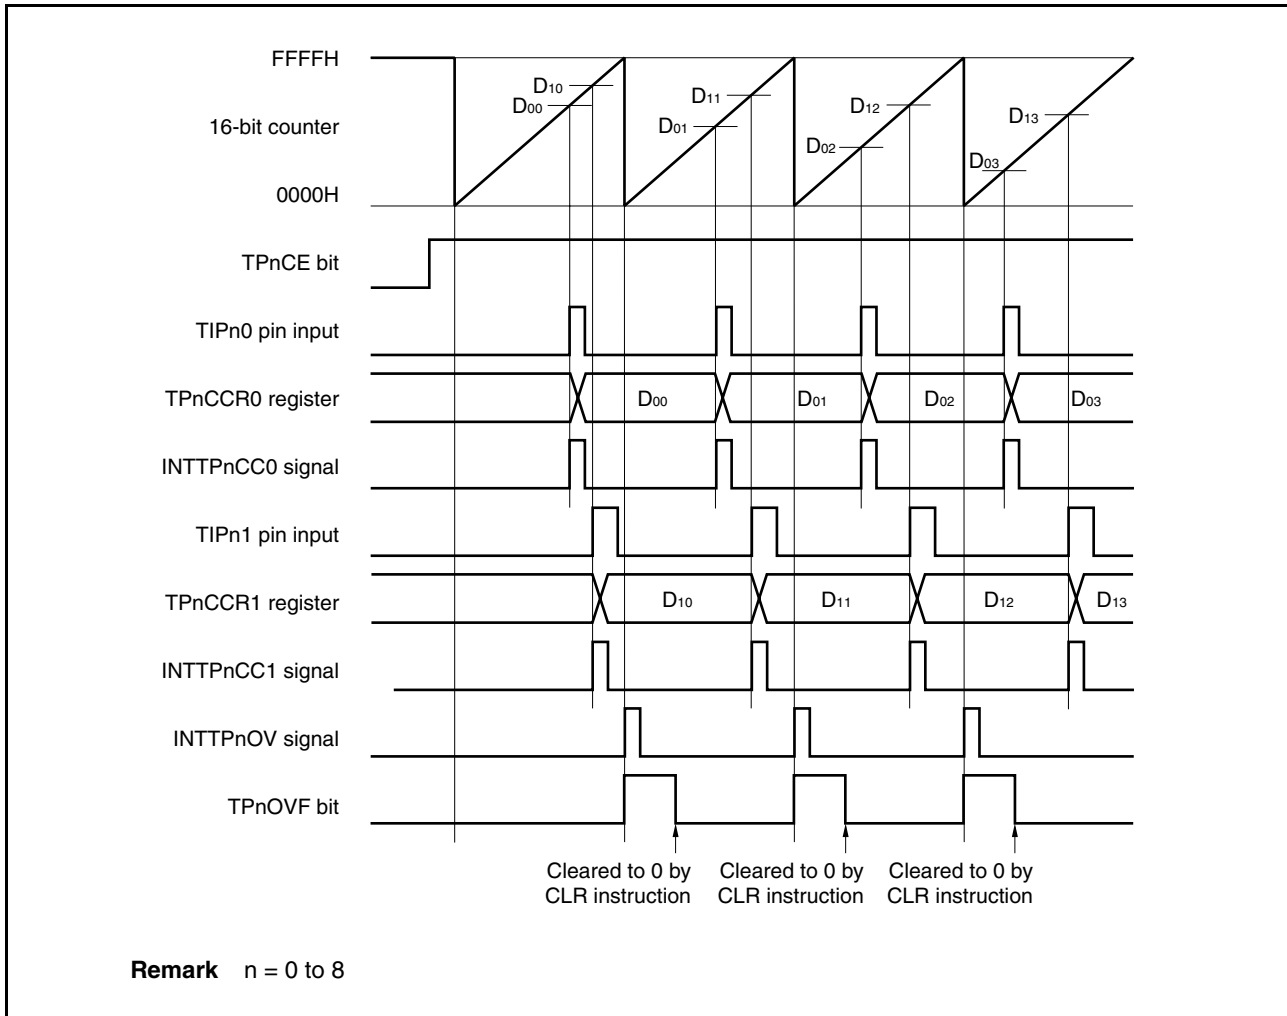 FFFFH
D10
D00
D11
D01
D12
D02
D13
D03
16-bit counter
0000H
TPnCE bit
TIPn0 pin input
TPnCCR0 register
D00
D01
D02
D03
INTTPnCC0 signal
TIPn1 pin input
TPnCCR1 register
D10
D11
D12
D13
INTTPnCC1 signal
INTTPnOV signal
TPnOVF bit
Cleared to 0 by
CLR instruction
Cleared to 0 by
CLR instruction
Cleared to 0 by
CLR instruction
Remark n = 0 to 8